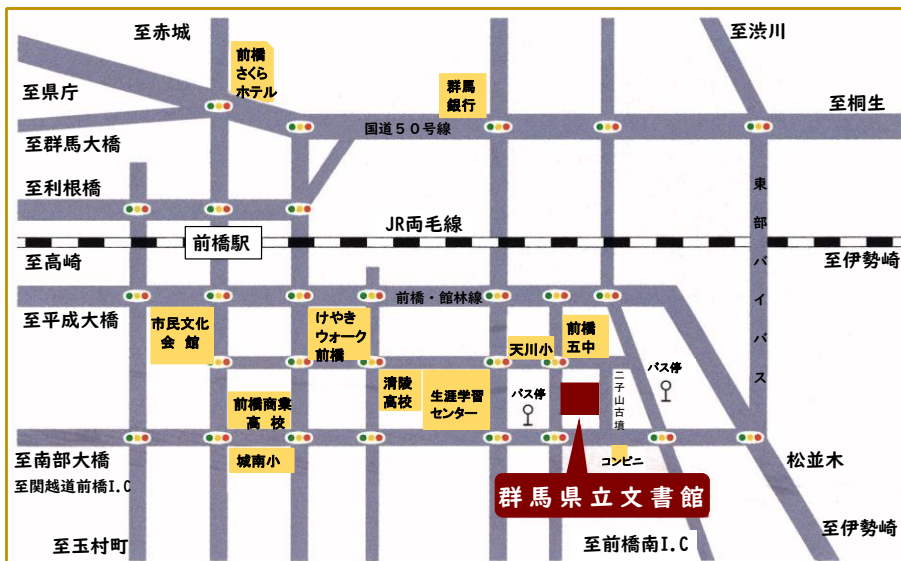 至赤城
至渋川
前橋
さくら
ホテル
至県庁
群馬
銀行
至桐生
国道50号線
至群馬大橋
至利根橋
東部バイパス
JR両毛線
前橋駅
至高崎
至伊勢崎
前橋・館林線
至平成大橋
市民文化
会館
けやき
ウォーク
前橋
天川小
前橋
五中
清陵
高校
生涯学習
センター
バス停
二子山古墳
バス停
前橋商業
高校
城南小
コンビニ
至南部大橋
至関越道前橋I.C
松並木
群馬県立文書館
至伊勢崎
至玉村町
至前橋南I.C